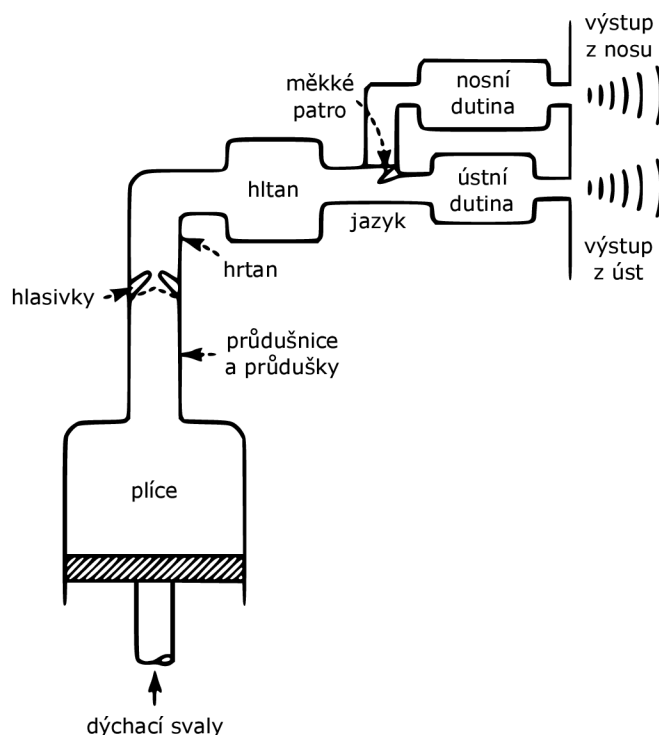 výstup
z nosu
měkké
patro
nosní
dutina
hltan
ústní
dutina
jazyk
výstup
z úst
hrtan
hlasivky
průdušnice
a průdušky
plíce
dýchací svaly